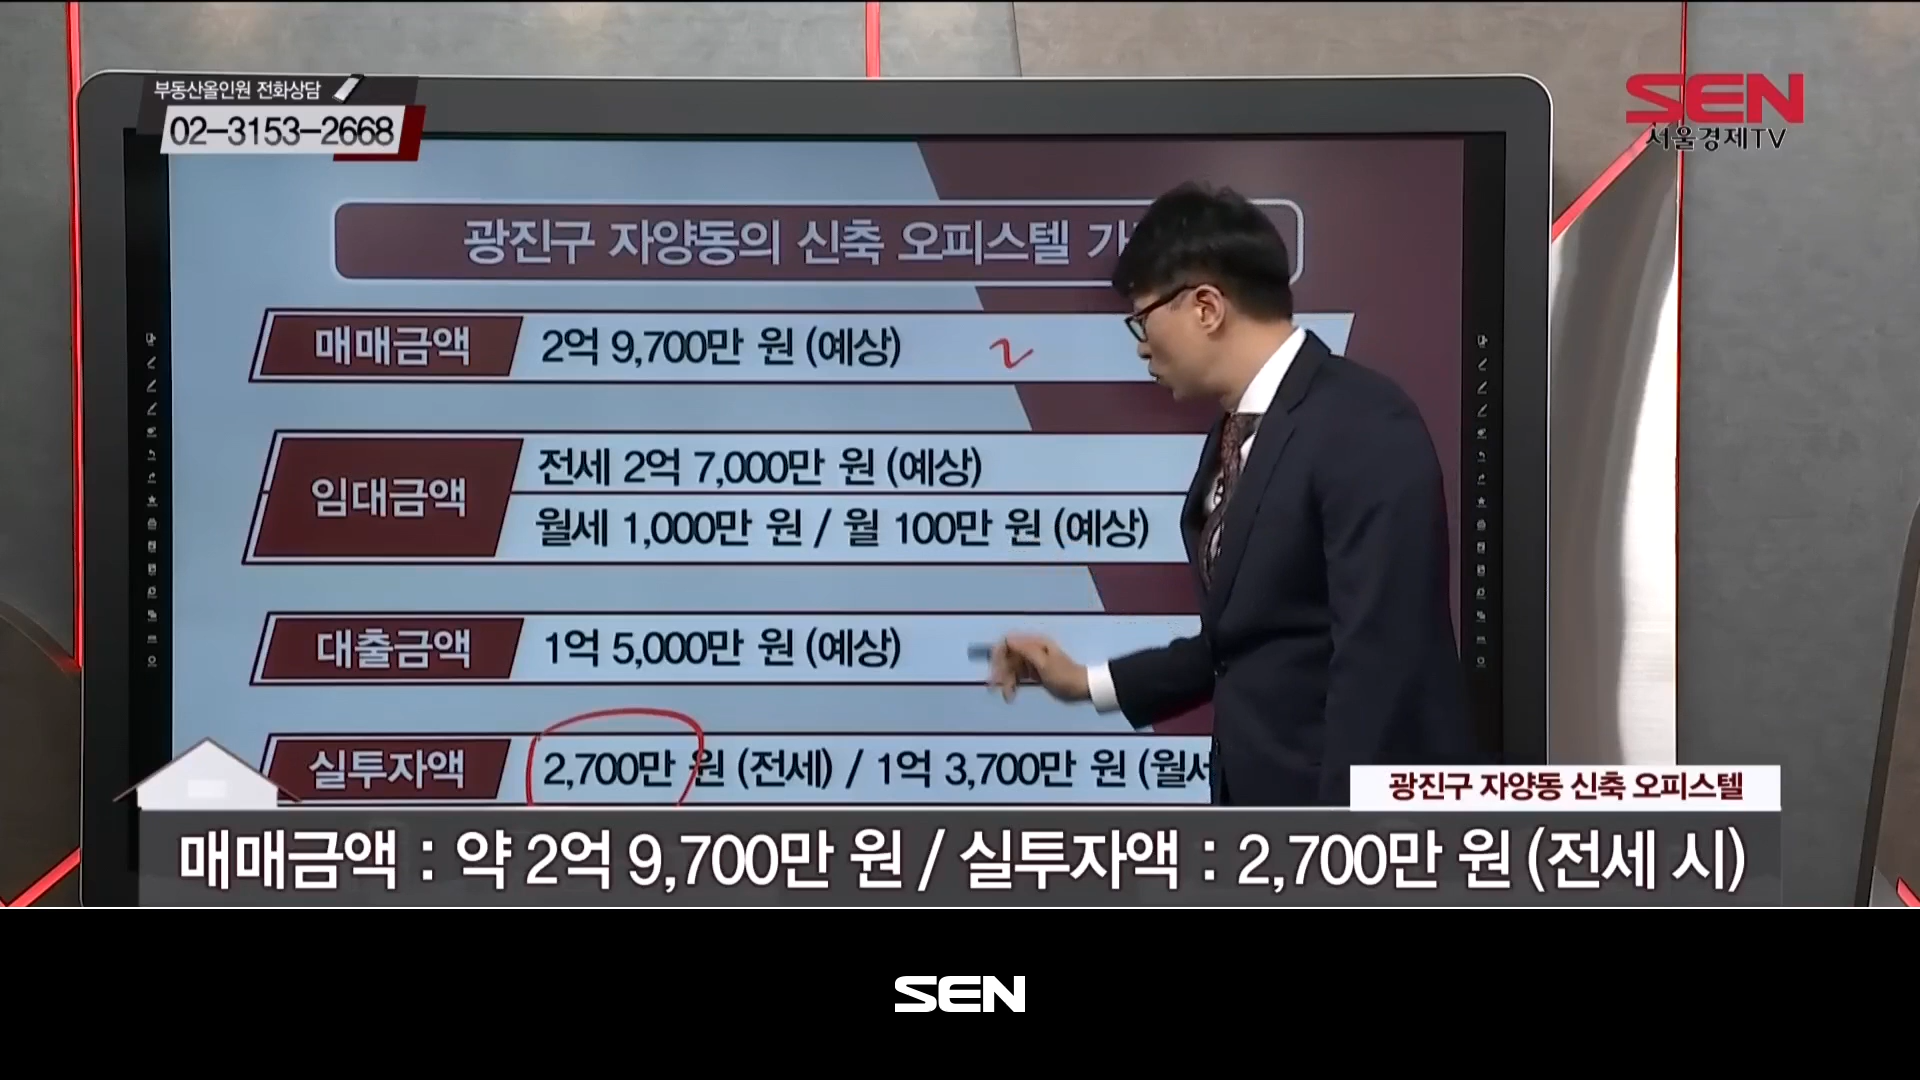 부동산올인원 전화상담
02-3153-2668
SEN
서울경제TV
광진구 자양동의 신축 오피스텔
매매금액 2억 9,700만 원 (예상)
임대금액
전세 2억 7,000만 원 (예상)
월세 1,000만 원 / 월 100만 원 (예상)
대출금액 1억 5,000만 원 (예상)
실투자액 2,700만 원 (전세) / 1억 3,700만 원 (월세
광진구 자양동 신축 오피스텔
매매금액 : 약 2억 9,700만 원 / 실투자액 : 2,700만 원 (전세 시)
SEN